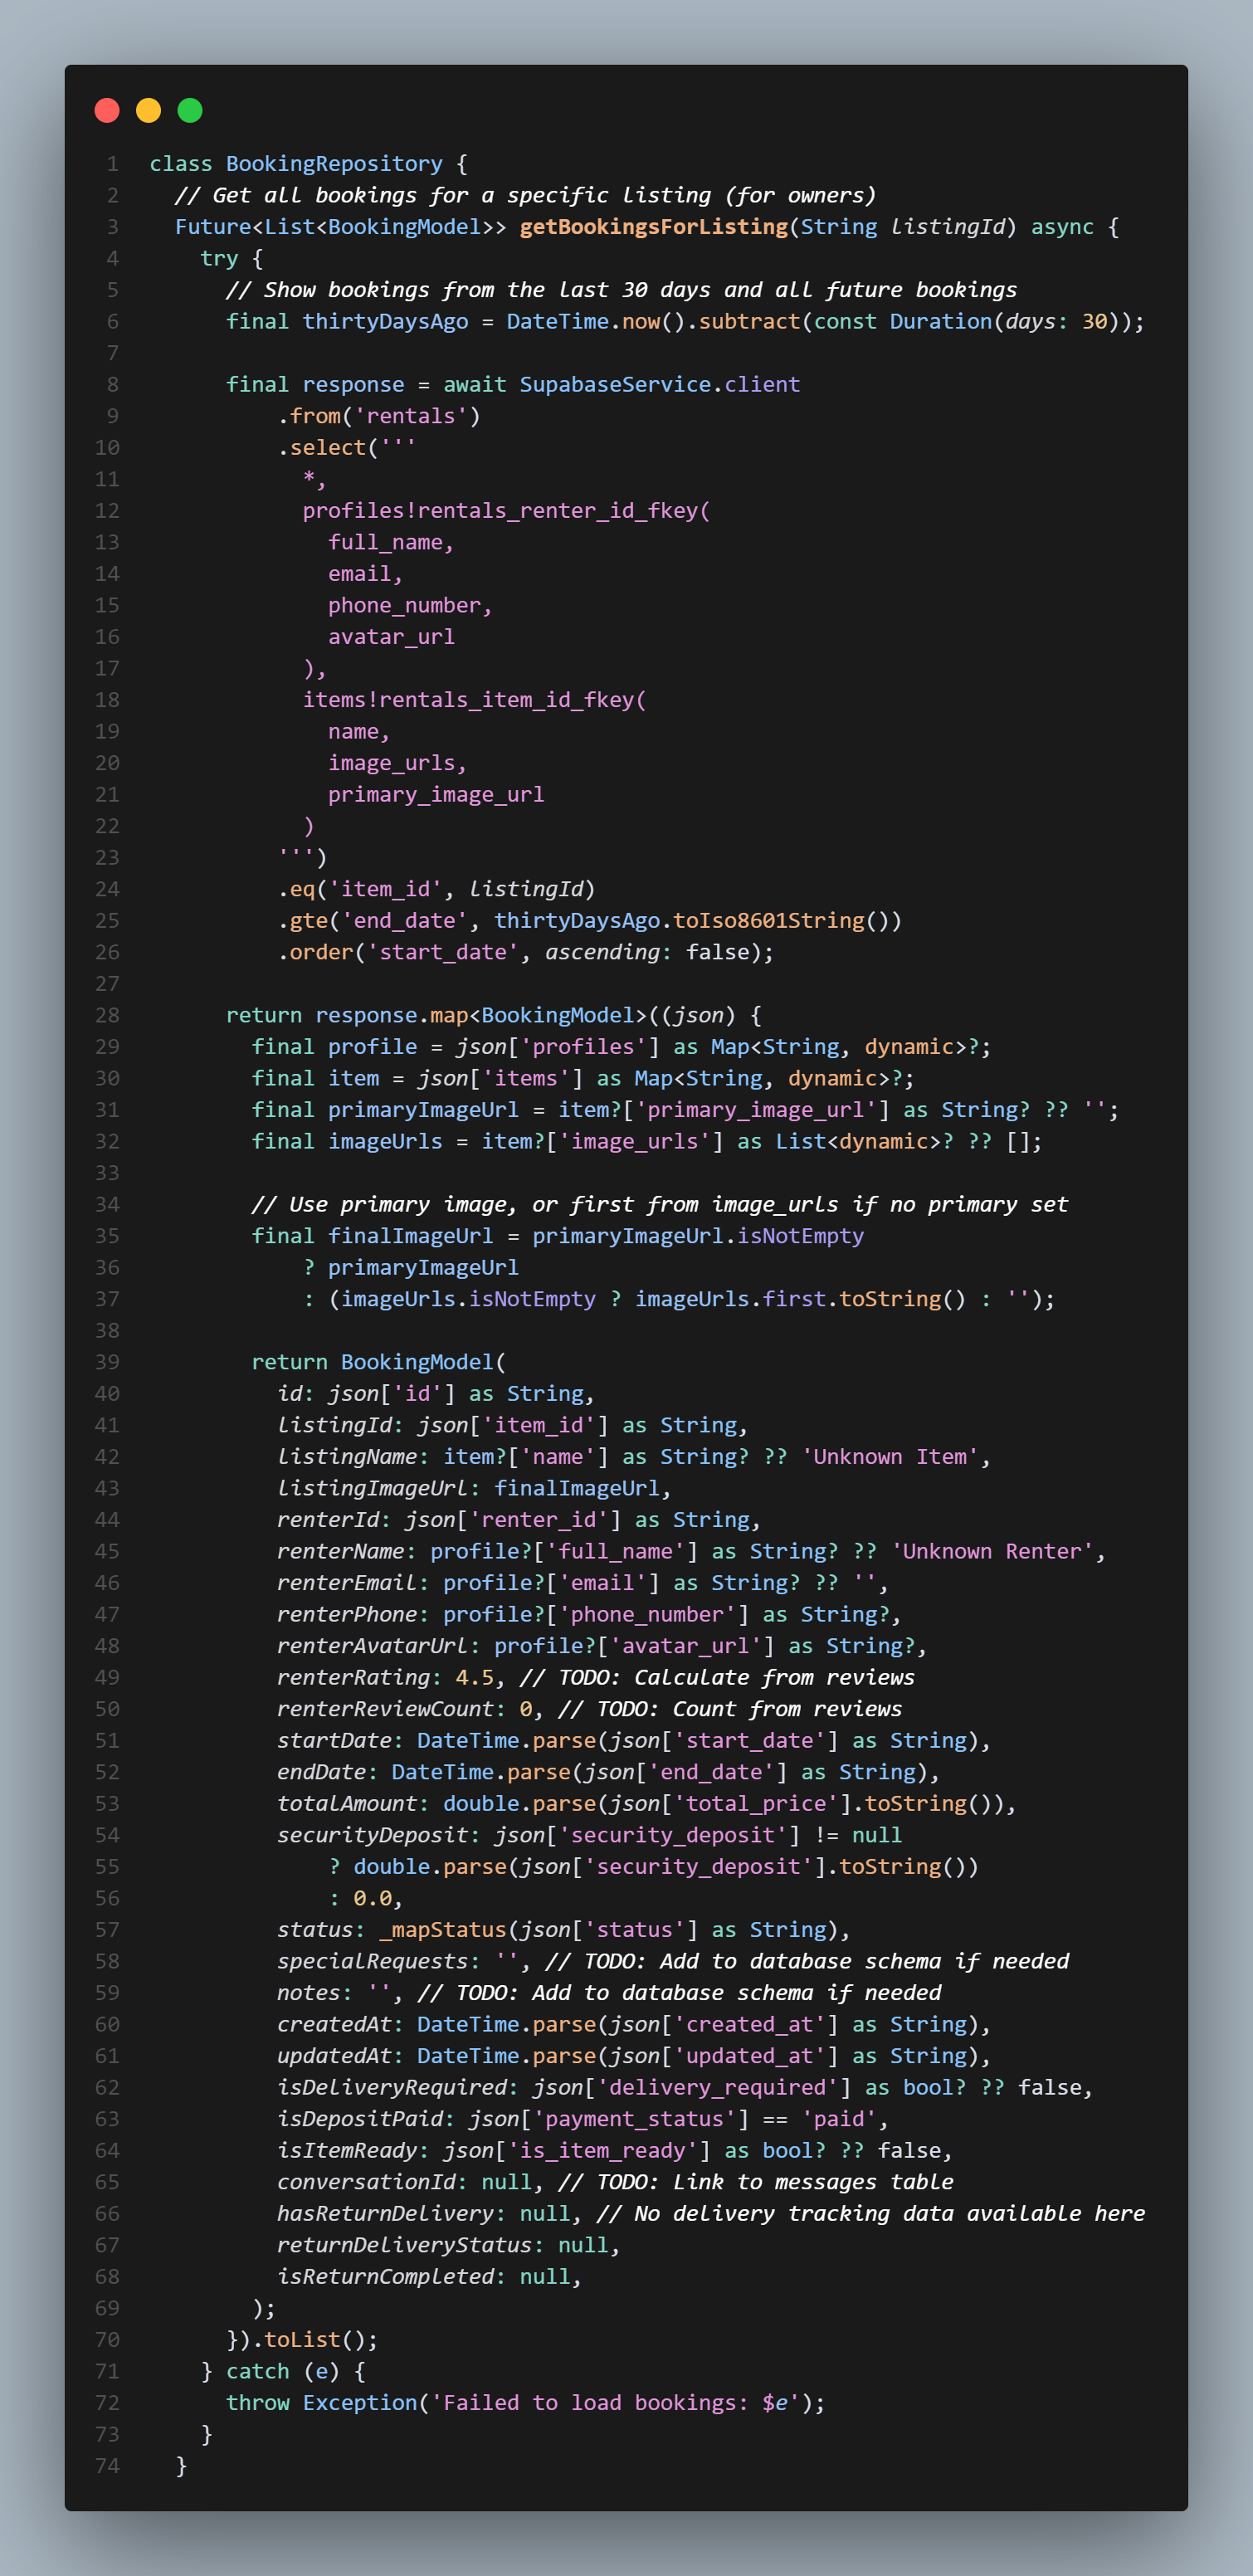 1 class BookingRepository {
2   // Get all bookings for a specific listing (for owners)
3   Future<List<BookingModel>> getBookingsForListing(String listingId) async {
4     try {
5       // Show bookings from the last 30 days and all future bookings
6       final thirtyDaysAgo = DateTime.now().subtract(const Duration(days: 30));
7
8       final response = await SupabaseService.client
9           .from('rentals')
10           .select('''
11             *,
12             profiles!rentals_renter_id_fkey(
13               full_name,
14               email,
15               phone_number,
16               avatar_url
17             ),
18             items!rentals_item_id_fkey(
19               name,
20               image_urls,
21               primary_image_url
22             )
23           ''')
24           .eq('item_id', listingId)
25           .gte('end_date', thirtyDaysAgo.toIso8601String())
26           .order('start_date', ascending: false);
27
28       return response.map<BookingModel>((json) {
29         final profile = json['profiles'] as Map<String, dynamic>?;
30         final item = json['items'] as Map<String, dynamic>?;
31         final primaryImageUrl = item?['primary_image_url'] as String? ?? '';
32         final imageUrls = item?['image_urls'] as List<dynamic>? ?? [];
33
34         // Use primary image, or first from image_urls if no primary set
35         final finalImageUrl = primaryImageUrl.isNotEmpty
36             ? primaryImageUrl
37             : (imageUrls.isNotEmpty ? imageUrls.first.toString() : '');
38
39         return BookingModel(
40           id: json['id'] as String,
41           listingId: json['item_id'] as String,
42           listingName: item?['name'] as String? ?? 'Unknown Item',
43           listingImageUrl: finalImageUrl,
44           renterId: json['renter_id'] as String,
45           renterName: profile?['full_name'] as String? ?? 'Unknown Renter',
46           renterEmail: profile?['email'] as String? ?? '',
47           renterPhone: profile?['phone_number'] as String?,
48           renterAvatarUrl: profile?['avatar_url'] as String?,
49           renterRating: 4.5, // TODO: Calculate from reviews
50           renterReviewCount: 0, // TODO: Count from reviews
51           startDate: DateTime.parse(json['start_date'] as String),
52           endDate: DateTime.parse(json['end_date'] as String),
53           totalAmount: double.parse(json['total_price'].toString()),
54           securityDeposit: json['security_deposit'] != null
55               ? double.parse(json['security_deposit'].toString())
56               : 0.0,
57           status: _mapStatus(json['status'] as String),
58           specialRequests: '', // TODO: Add to database schema if needed
59           notes: '', // TODO: Add to database schema if needed
60           createdAt: DateTime.parse(json['created_at'] as String),
61           updatedAt: DateTime.parse(json['updated_at'] as String),
62           isDeliveryRequired: json['delivery_required'] as bool? ?? false,
63           isDepositPaid: json['payment_status'] == 'paid',
64           isItemReady: json['is_item_ready'] as bool? ?? false,
65           conversationId: null, // TODO: Link to messages table
66           hasReturnDelivery: null, // No delivery tracking data available here
67           returnDeliveryStatus: null,
68           isReturnCompleted: null,
69         );
70       }).toList();
71     } catch (e) {
72       throw Exception('Failed to load bookings: $e');
73     }
74   }